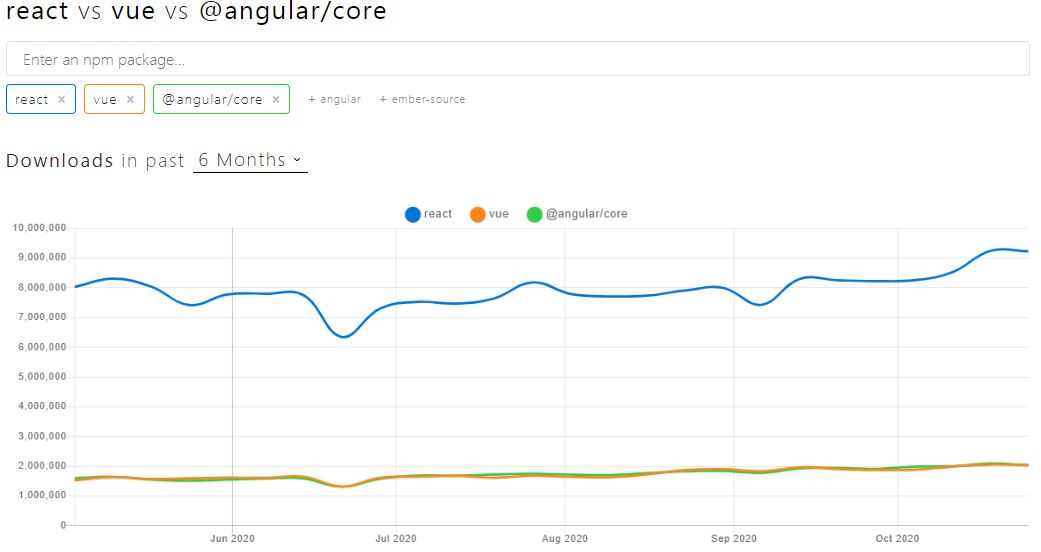 react vs vue vs @angular/core
Enter an npm package...
react × vue × @angular/core × + angular + ember-source
Downloads in past 6 Months
react vue @angular/core
10,000,000
9,000,000
8,000,000
7,000,000
6,000,000
5,000,000
4,000,000
3,000,000
2,000,000
1,000,000
0
Jun 2020 Jul 2020 Aug 2020 Sep 2020 Oct 2020